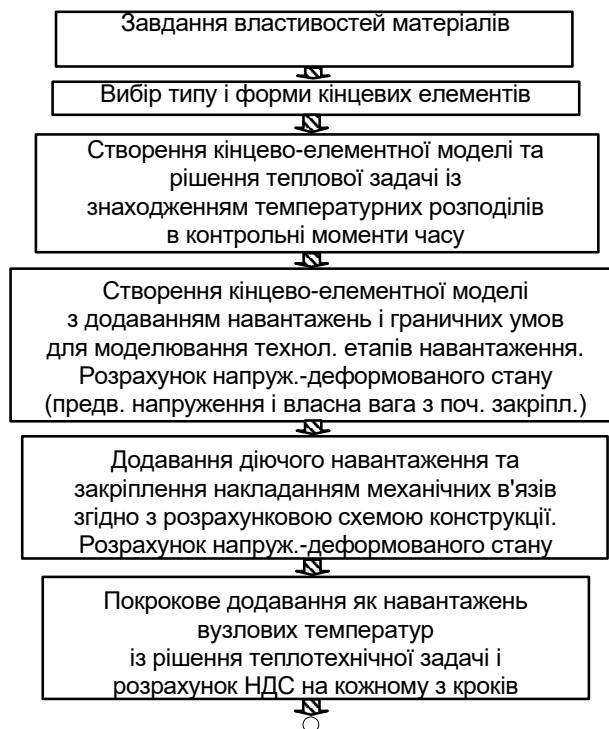 Завдання властивостей матеріалів
Вибір типу і форми кінцевих елементів
Створення кінцево-елементної моделі та
рішення теплової задачі із
знаходженням температурних розподілів
в контрольні моменти часу
Створення кінцево-елементної моделі
з додаванням навантажень і граничних умов
для моделювання технол. етапів навантаження.
Розрахунок напруж.-деформованого стану
(предв. напруження і власна вага з поч. закріпл.)
Додавання діючого навантаження та
закріплення накладанням механічних в'язів
згідно з розрахунковою схемою конструкції.
Розрахунок напруж.-деформованого стану
Покрокове додавання як навантажень
вузлових температур
із рішення теплотехнічної задачі і
розрахунок НДС на кожному з кроків